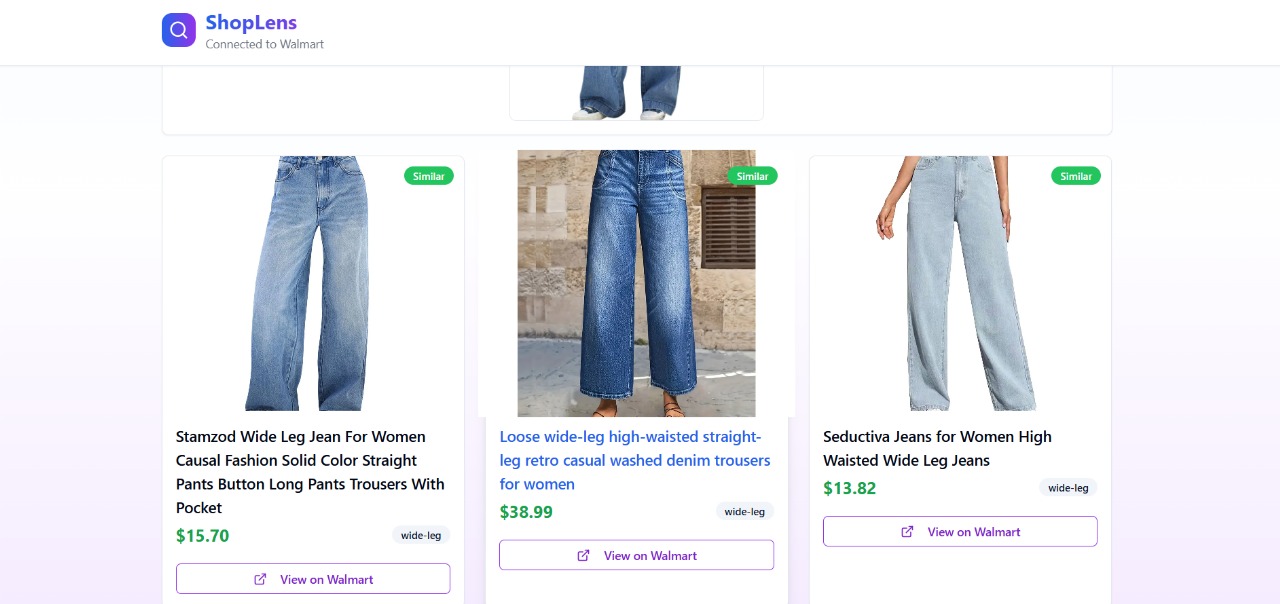 ShopLens
Connected to Walmart
Similar
Similar
Similar
Stamzod Wide Leg Jean For Women
Causal Fashion Solid Color Straight
Pants Button Long Pants Trousers With
Pocket
$15.70
wide-leg
View on Walmart
Loose wide-leg high-waisted straight-
leg retro casual washed denim trousers
for women
$38.99
wide-leg
View on Walmart
Seductiva Jeans for Women High
Waisted Wide Leg Jeans
$13.82
wide-leg
View on Walmart